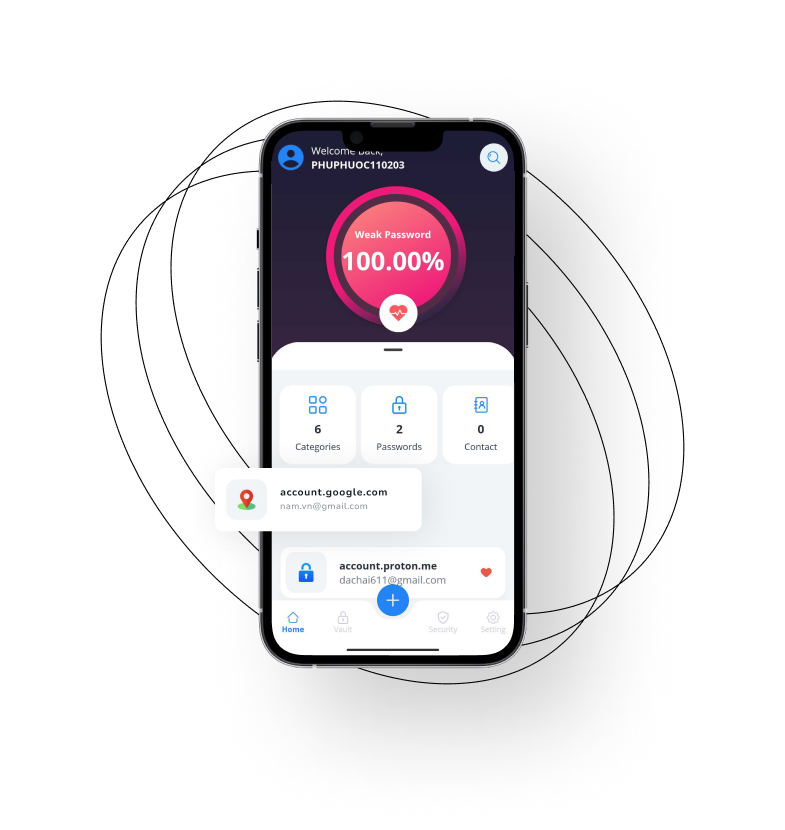 Welcome Back,
PHUPHUOC110203
Weak Password
100.00%
6
Categories
2
Passwords
0
Contact
account.google.com
nam.vn@gmail.com
account.proton.me
dachai611@gmail.com
Home
Vault
Security
Setting